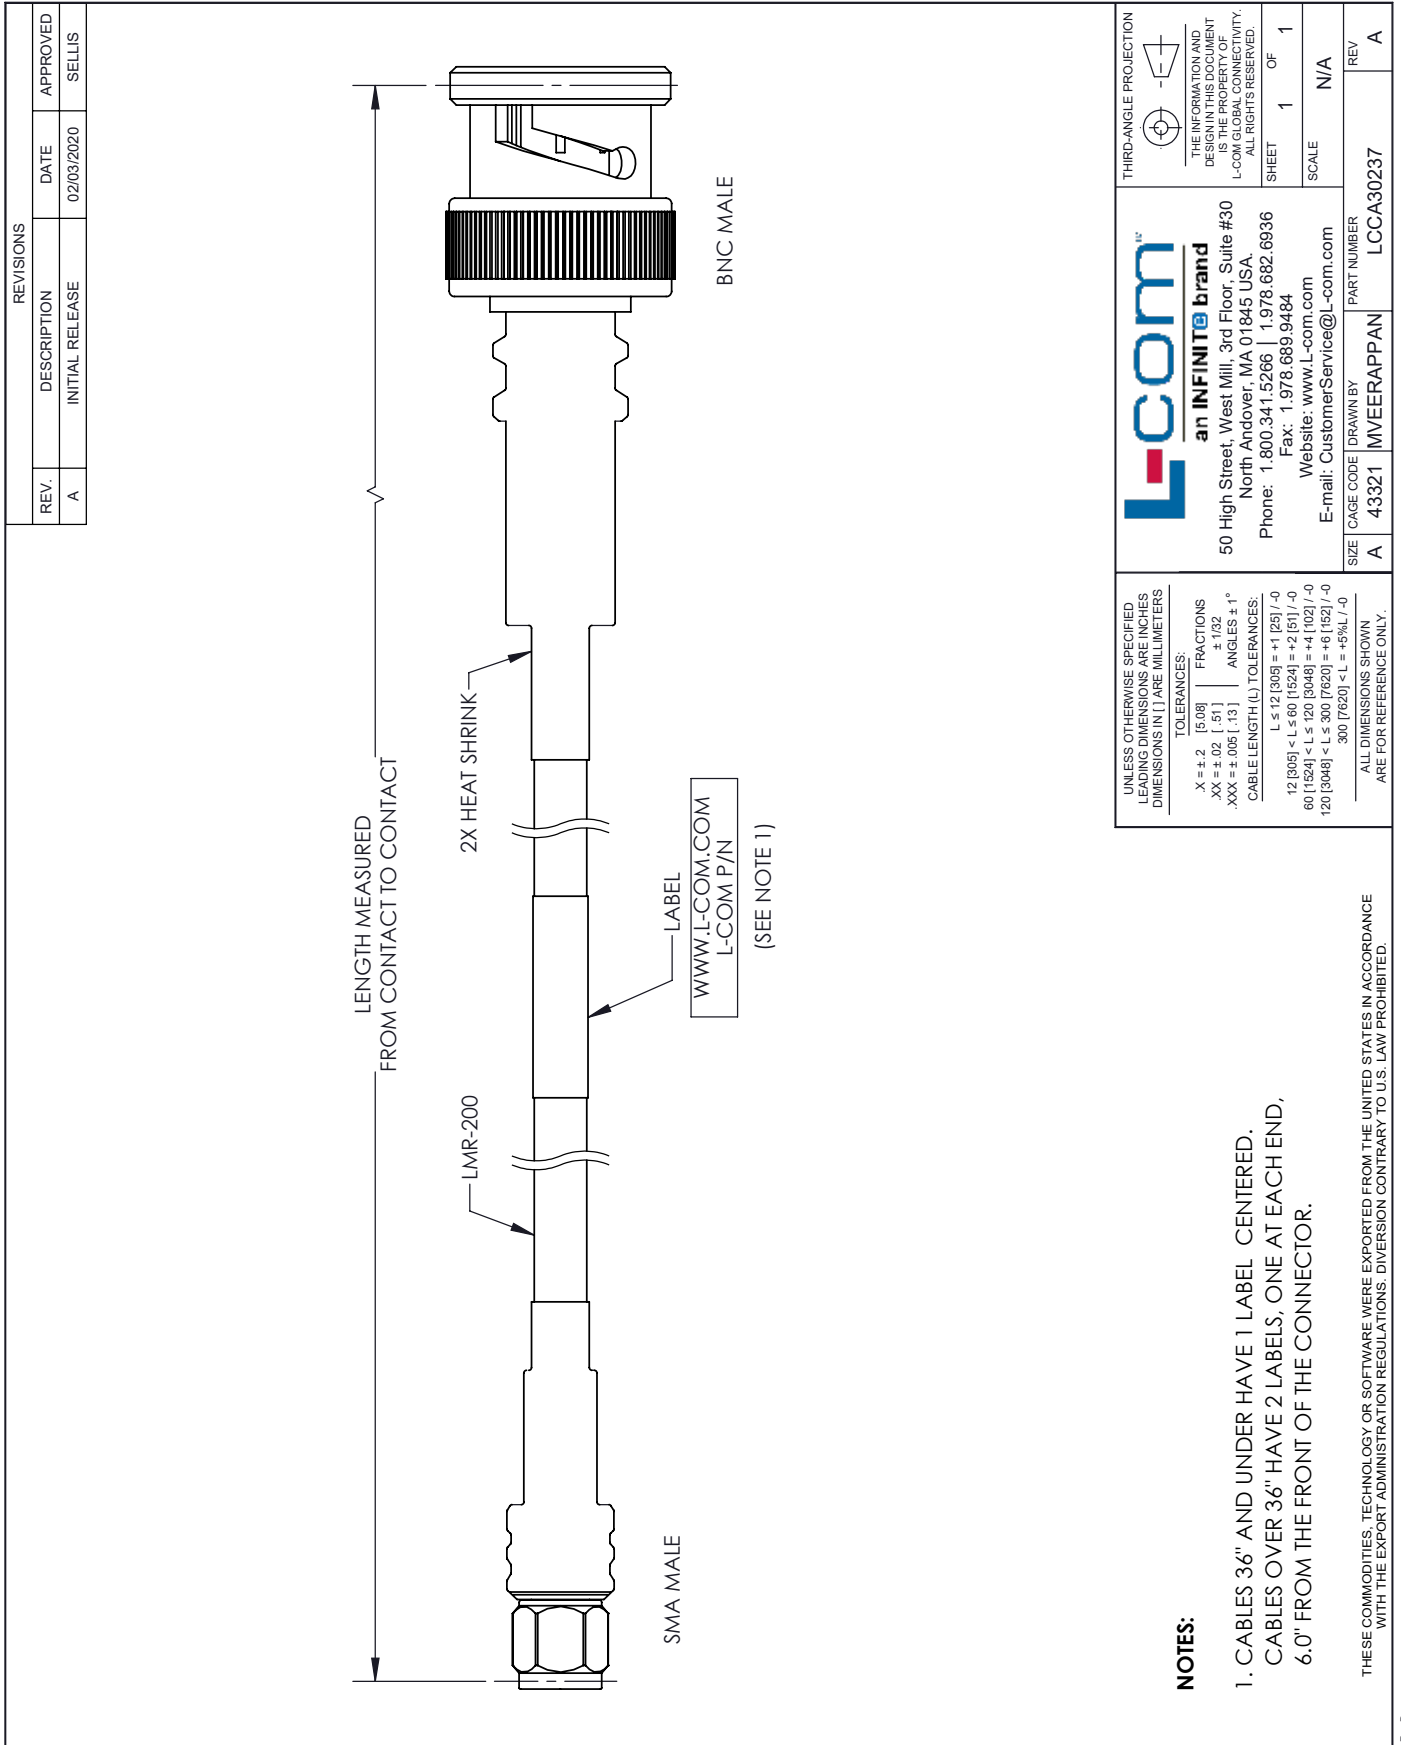 REVISIONS
REV.
DESCRIPTION
DATE
APPROVED
A
INITIAL RELEASE
02/03/2020
SELLIS
LENGTH MEASURED
FROM CONTACT TO CONTACT
LMR-200
2X HEAT SHRINK
LABEL
WWW.L-COM.COM
L-COM P/N
(SEE NOTE 1)
SMA MALE
BNC MALE
NOTES:
1. CABLES 36" AND UNDER HAVE 1 LABEL CENTERED.
CABLES OVER 36" HAVE 2 LABELS, ONE AT EACH END,
6.0" FROM THE FRONT OF THE CONNECTOR.
THESE COMMODITIES, TECHNOLOGY OR SOFTWARE WERE EXPORTED FROM THE UNITED STATES IN ACCORDANCE
WITH THE EXPORT ADMINISTRATION REGULATIONS. DIVERSION CONTRARY TO U.S. LAW PROHIBITED.
UNLESS OTHERWISE SPECIFIED
LEADING DIMENSIONS ARE INCHES
DIMENSIONS IN [ ] ARE MILLIMETERS
TOLERANCES:
.X = ±.2 [5.08]
.XX = ±.02 [.51]
.XXX = ±.005 [.13]
FRACTIONS
± 1/32
ANGLES ± 1°
CABLE LENGTH (L) TOLERANCES:
L ≤ 12 [305] = +1 [25] / -0
12 [305] < L ≤ 60 [1524] = +2 [51] / -0
60 [1524] < L ≤ 120 [3048] = +4 [102] / -0
120 [3048] < L ≤ 300 [7620] = +6 [152] / -0
300 [7620] < L = +5%L / -0
ALL DIMENSIONS SHOWN
ARE FOR REFERENCE ONLY.
L-com
an INFINITe brand
50 High Street, West Mill, 3rd Floor, Suite #30
North Andover, MA 01845 USA.
Phone: 1.800.341.5266 | 1.978.682.6936
Fax: 1.978.689.9484
Website: www.L-com.com
E-mail: CustomerService@L-com.com
THIRD-ANGLE PROJECTION
THE INFORMATION AND
DESIGN IN THIS DOCUMENT
IS THE PROPERTY OF
L-COM GLOBAL CONNECTIVITY.
ALL RIGHTS RESERVED.
SHEET
1 OF 1
SCALE
N/A
SIZE
A
CAGE CODE
43321
DRAWN BY
MVEERAPPAN
PART NUMBER
LCCA30237
REV
A